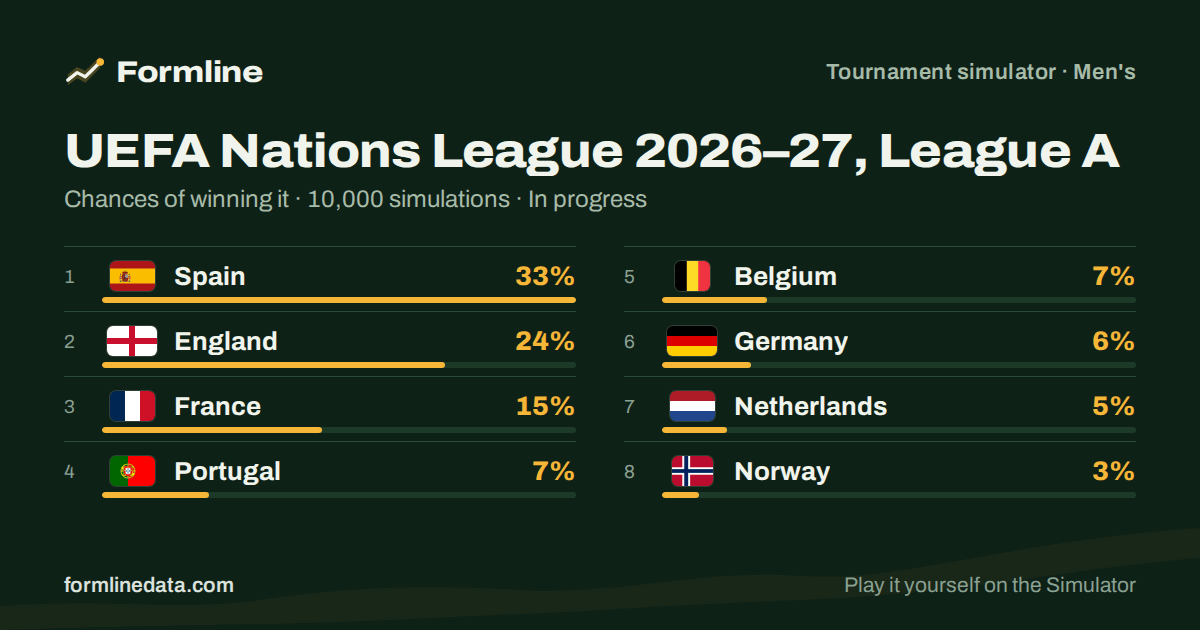 Formline
Tournament simulator · Men's
UEFA Nations League 2026–27, League A
Chances of winning it · 10,000 simulations · In progress
1 Spain 33%
2 England 24%
3 France 15%
4 Portugal 7%
5 Belgium 7%
6 Germany 6%
7 Netherlands 5%
8 Norway 3%
formlinedata.com
Play it yourself on the Simulator